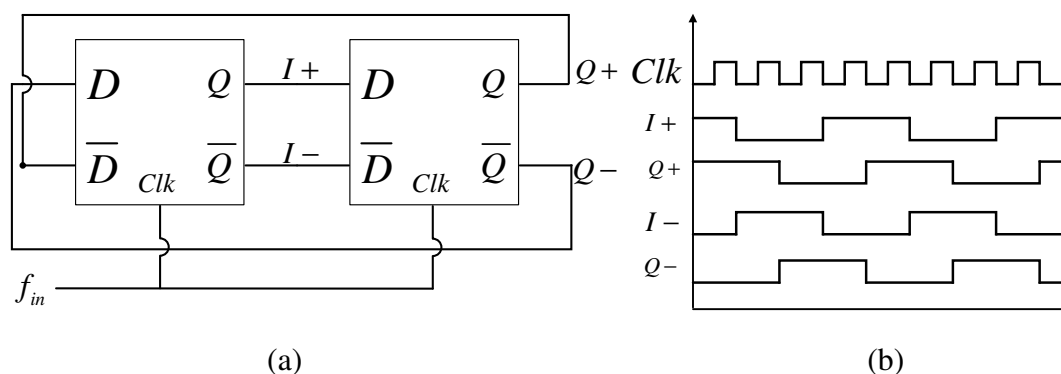 D Q I+ D Q Q+
D̅ Q̅ I− D̅ Q̅ Q−
Clk Clk
f_in
(a)
Clk
I+
Q+
I−
Q−
(b)